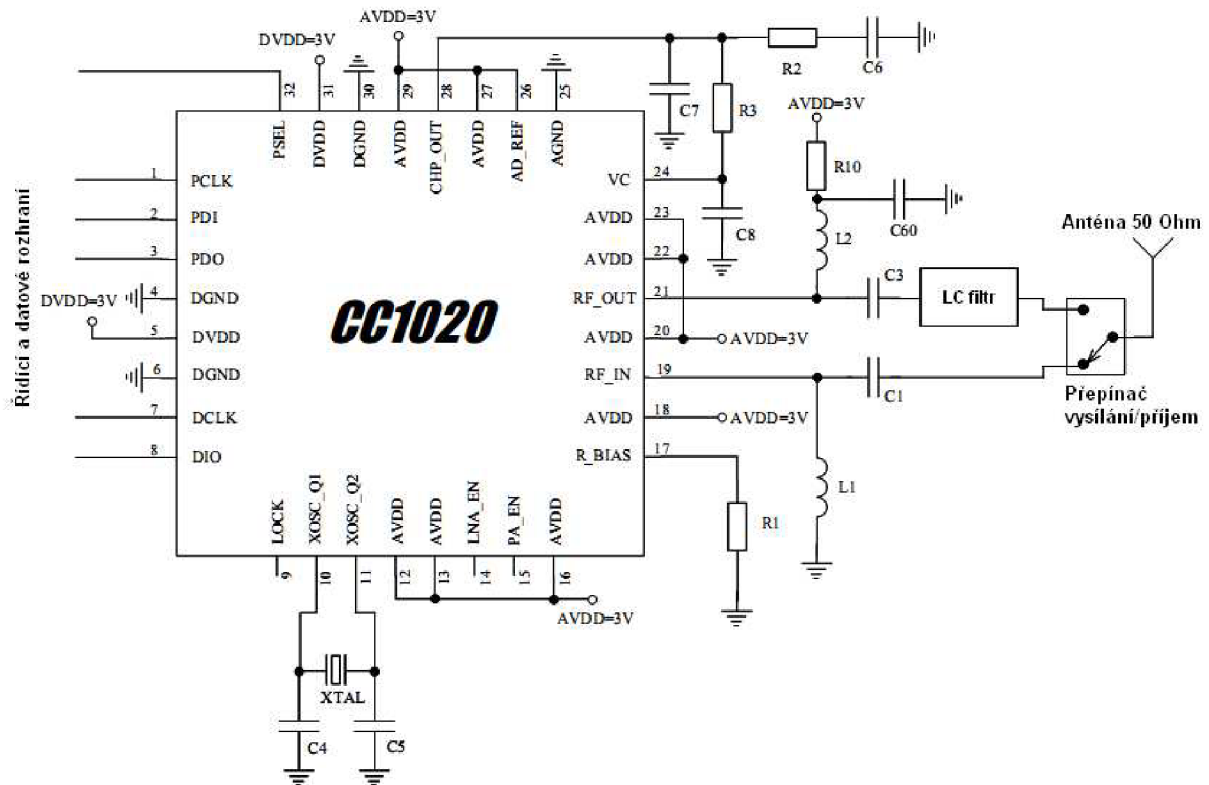 AVDD=3V
DVDD=3V
32
31
30
29
28
27
26
25
R2
C6
C7
R3
AVDD=3V
R10
PSEL
DVDD
DGND
AVDD
CHP_OUT
AVDD
AD_REF
AGND
Řídící a datové rozhraní
1 PCLK
2 PDI
3 PDO
4 DGND
DVDD=3V
5 DVDD
6 DGND
7 DCLK
8 DIO
CC1020
VC 24
AVDD 23
AVDD 22
RF_OUT 21
AVDD 20
AVDD=3V
RF_IN 19
AVDD 18
AVDD=3V
R_BIAS 17
C8
L2
C60
C3
LC filtr
Anténa 50 Ohm
C1
Přepínač
vysílání/příjem
L1
R1
LOCK
XOSC_Q1
XOSC_Q2
AVDD
AVDD
LNA_EN
PA_EN
AVDD
9
10
11
12
13
14
15
16
AVDD=3V
XTAL
C4
C5